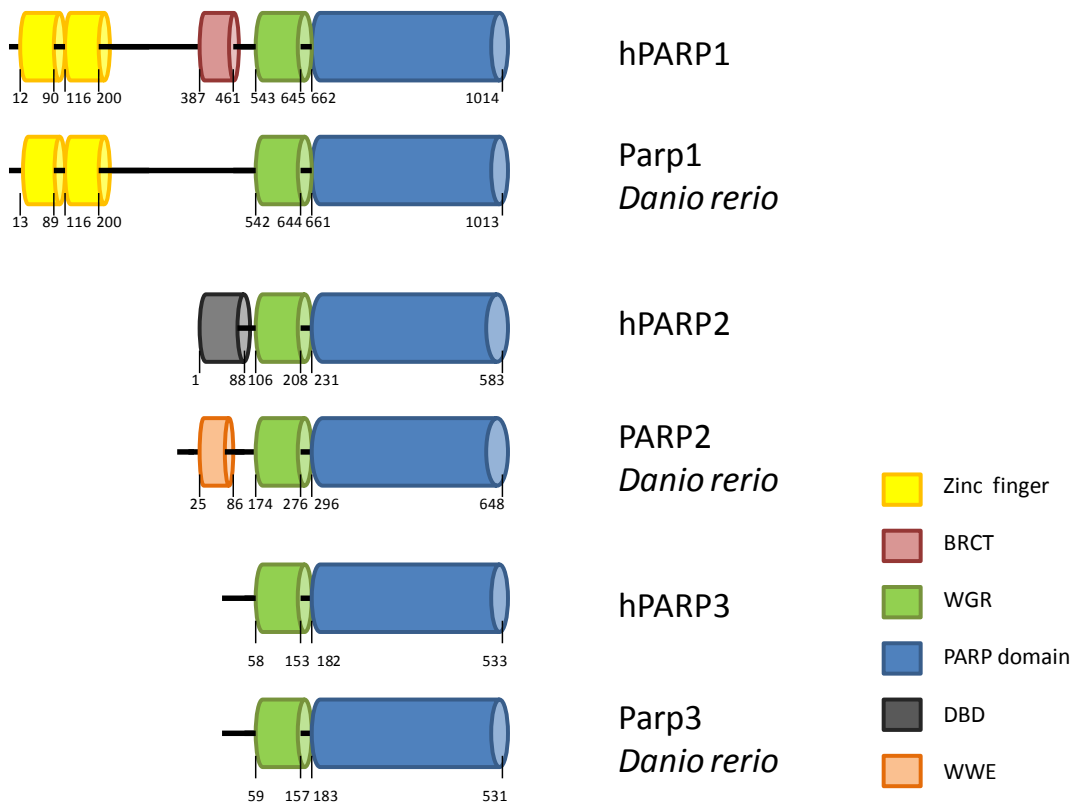 hPARP1
12 90 116 200 387 461 543 645 662 1014
Parp1
Danio rerio
13 89 116 200 542 644 661 1013
hPARP2
1 88 106 208 231 583
PARP2
Danio rerio
25 86 174 276 296 648
Zinc finger
BRCT
WGR
hPARP3
58 153 182 533
PARP domain
Parp3
Danio rerio
59 157 183 531
DBD
WWE